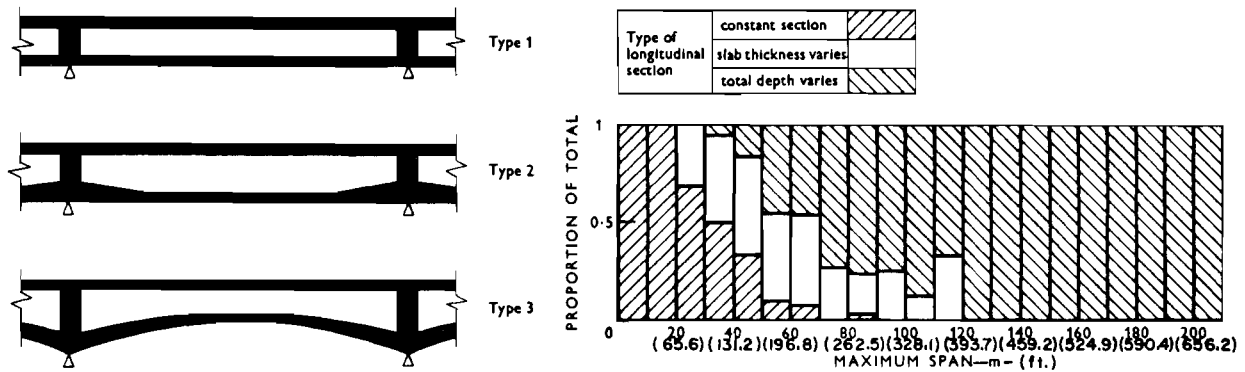 Type 1
Type 2
Type 3
Type of
longitudinal
section
constant section
slab thickness varies
total depth varies
PROPORTION OF TOTAL
1
0·5
0
20
40
60
80
100
120
140
160
180
200
(65.6)
(131.2)
(196.8)
(262.5)
(328.1)
(393.7)
(459.2)
(524.9)
(590.4)
(656.2)
MAXIMUM SPAN—m- (ft.)